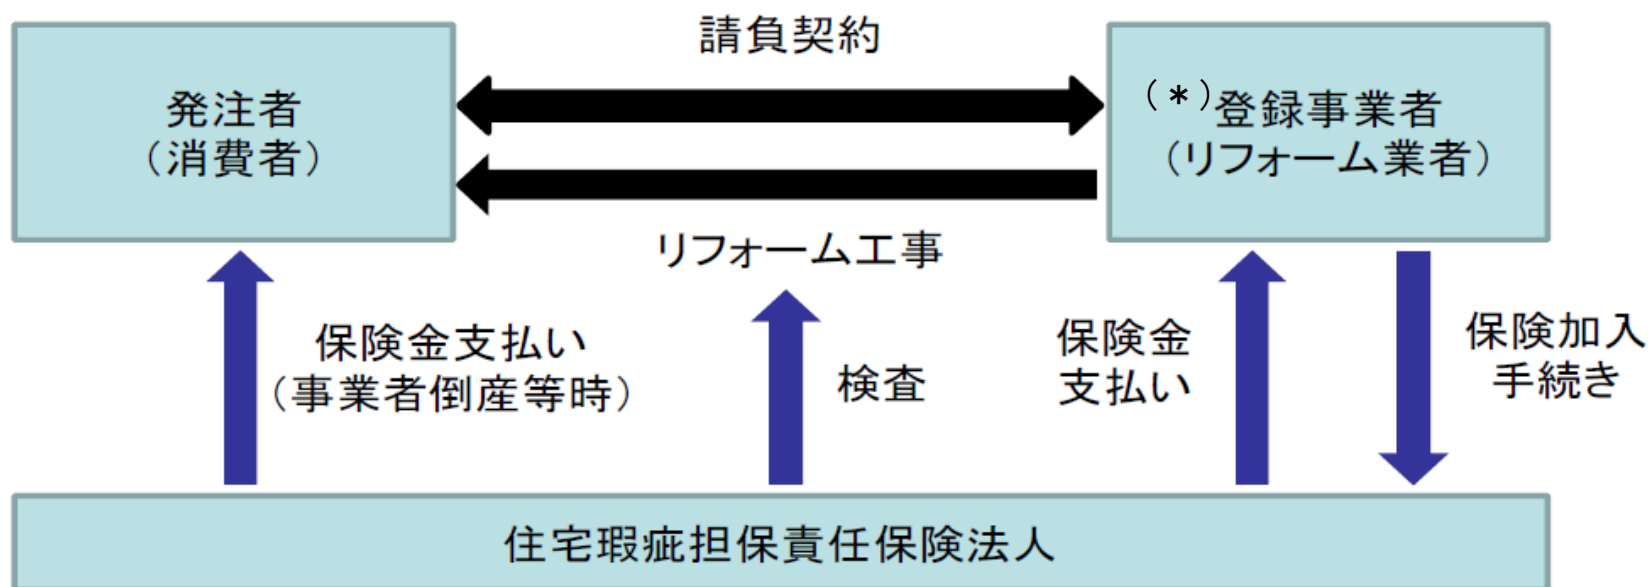 請負契約
発注者
（消費者）
(＊)登録事業者
（リフォーム業者）
リフォーム工事
保険金支払い
（事業者倒産等時）
検査
保険金
支払い
保険加入
手続き
住宅瑕疵担保責任保険法人